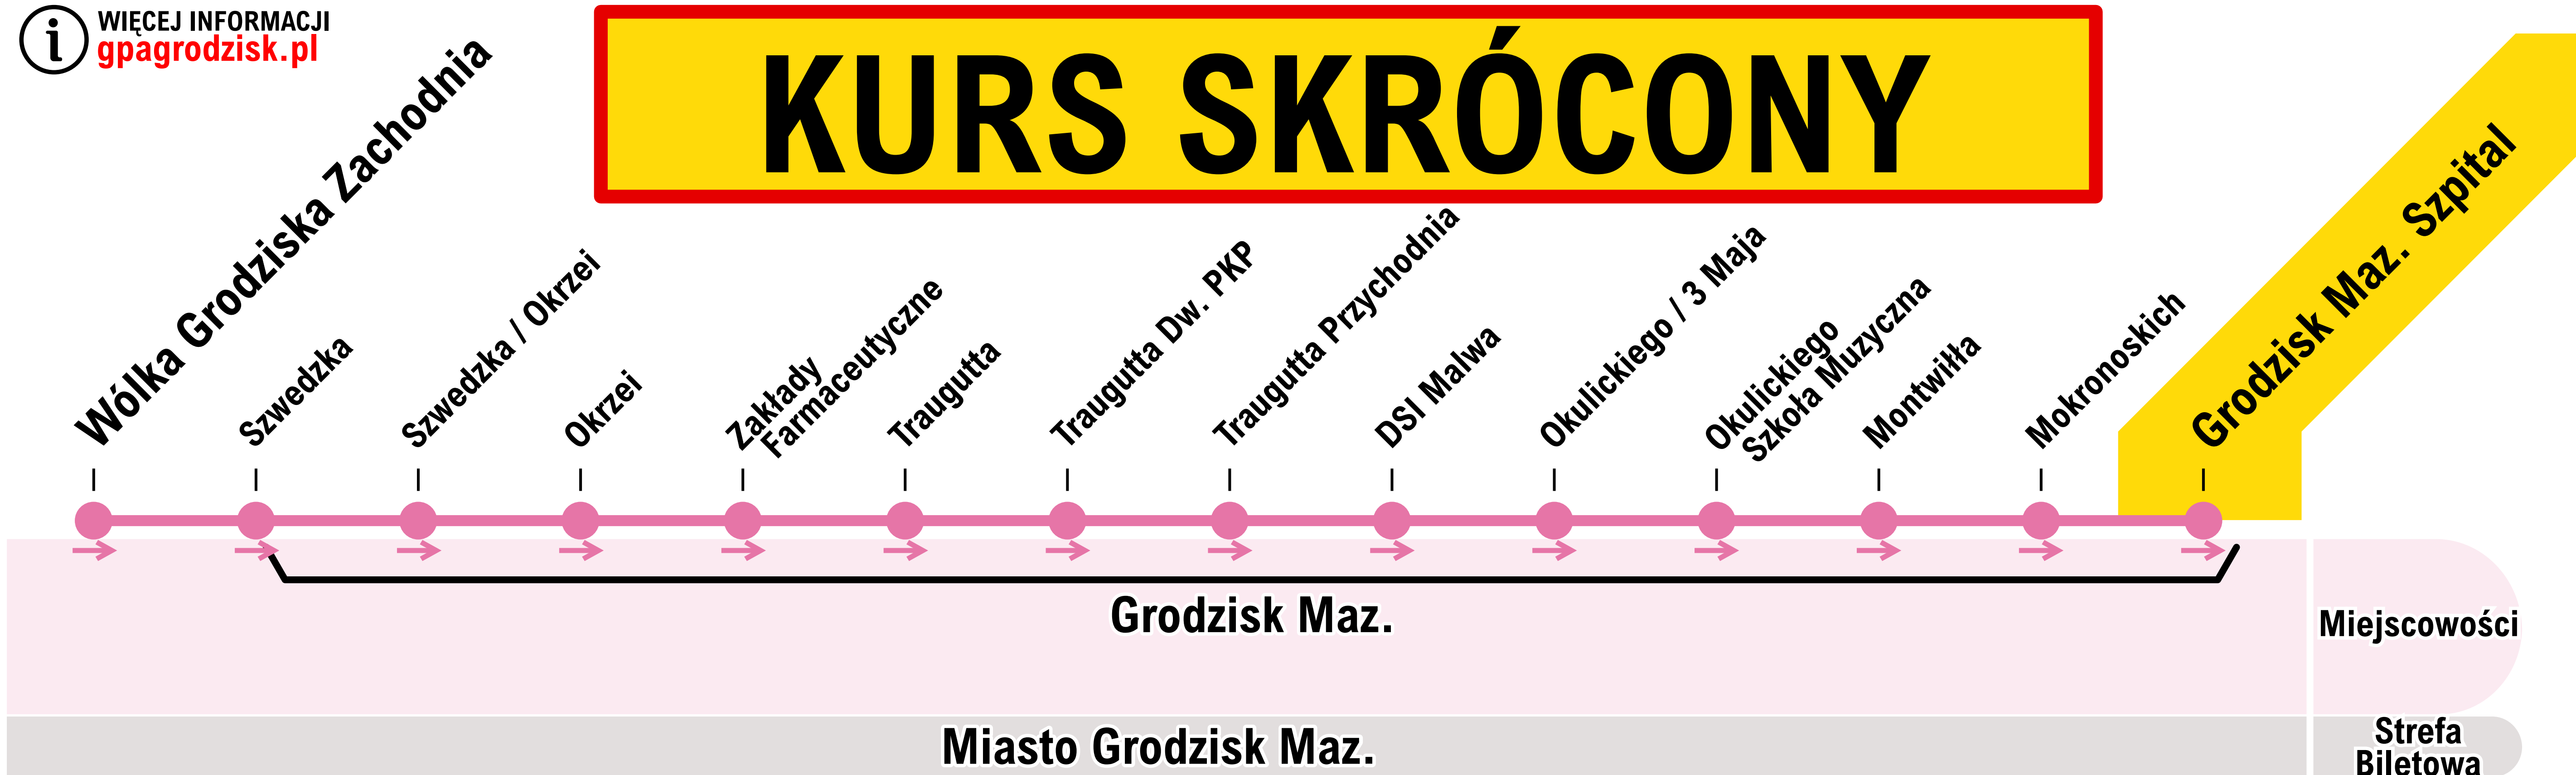 WIĘCEJ INFORMACJI
gpagrodzisk.pl
KURS SKRÓCONY
Wólka Grodziska Zachodnia
Szwedzka
Szwedzka / Okrzei
Okrzei
Zakłady
Farmaceutyczne
Traugutta
Traugutta Dw. PKP
Traugutta Przychodnia
DSI Malwa
Okulickiego / 3 Maja
Okulickiego
Szkoła Muzyczna
Montwiłła
Mokronoskich
Grodzisk Maz. Szpital
Grodzisk Maz.
Miejscowości
Miasto Grodzisk Maz.
Strefa
Biletowa